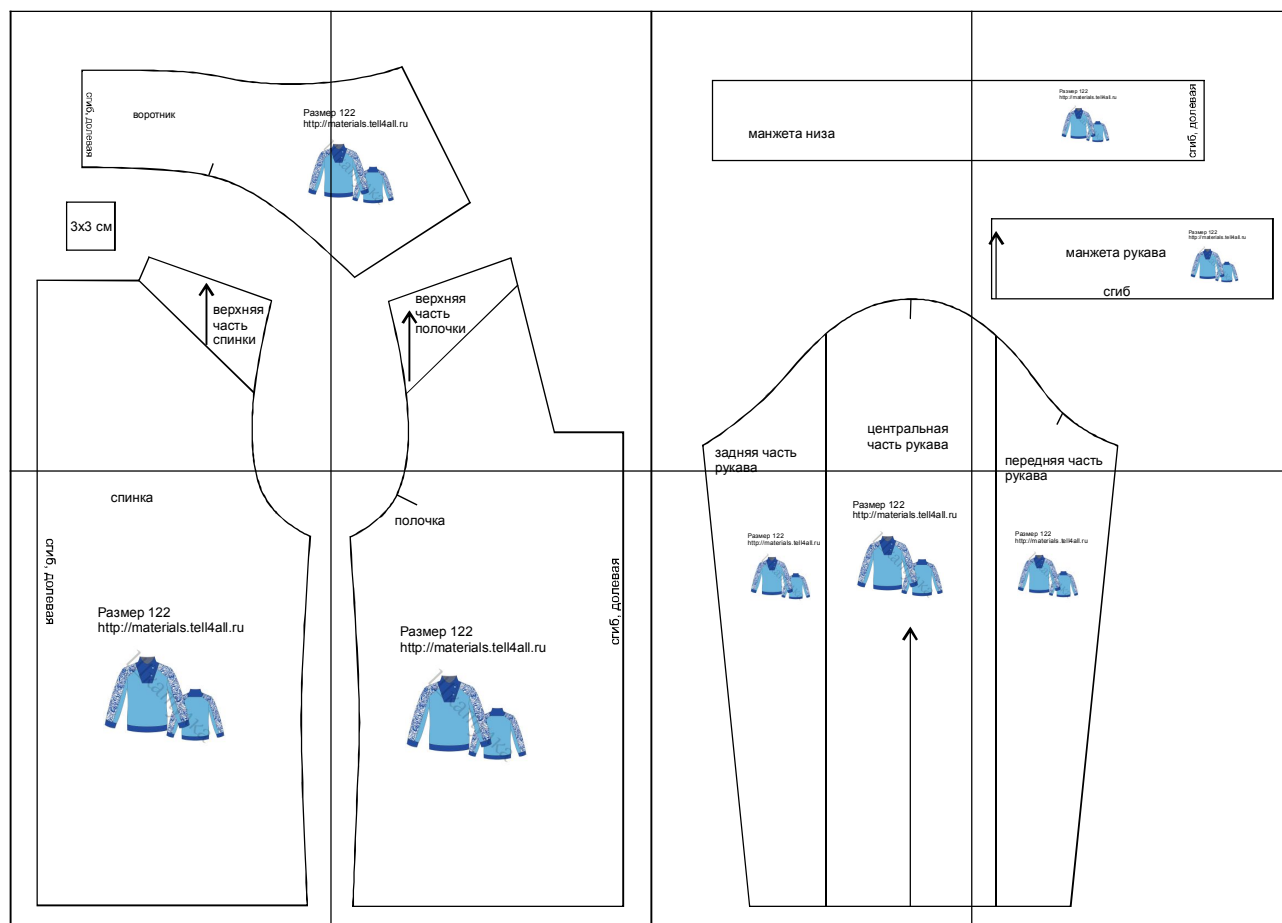 сгиб, долевая
воротник
Размер 122
http://materials.tell4all.ru
3x3 см
верхняя
часть
спинки
верхняя
часть
полочки
спинка
полочка
сгиб, долевая
Размер 122
http://materials.tell4all.ru
Размер 122
http://materials.tell4all.ru
сгиб, долевая
манжета низа
Размер 122
http://materials.tell4all.ru
сгиб, долевая
манжета рукава
Размер 122
http://materials.tell4all.ru
сгиб
задняя часть
рукава
центральная
часть рукава
передняя часть
рукава
Размер 122
http://materials.tell4all.ru
Размер 122
http://materials.tell4all.ru
Размер 122
http://materials.tell4all.ru